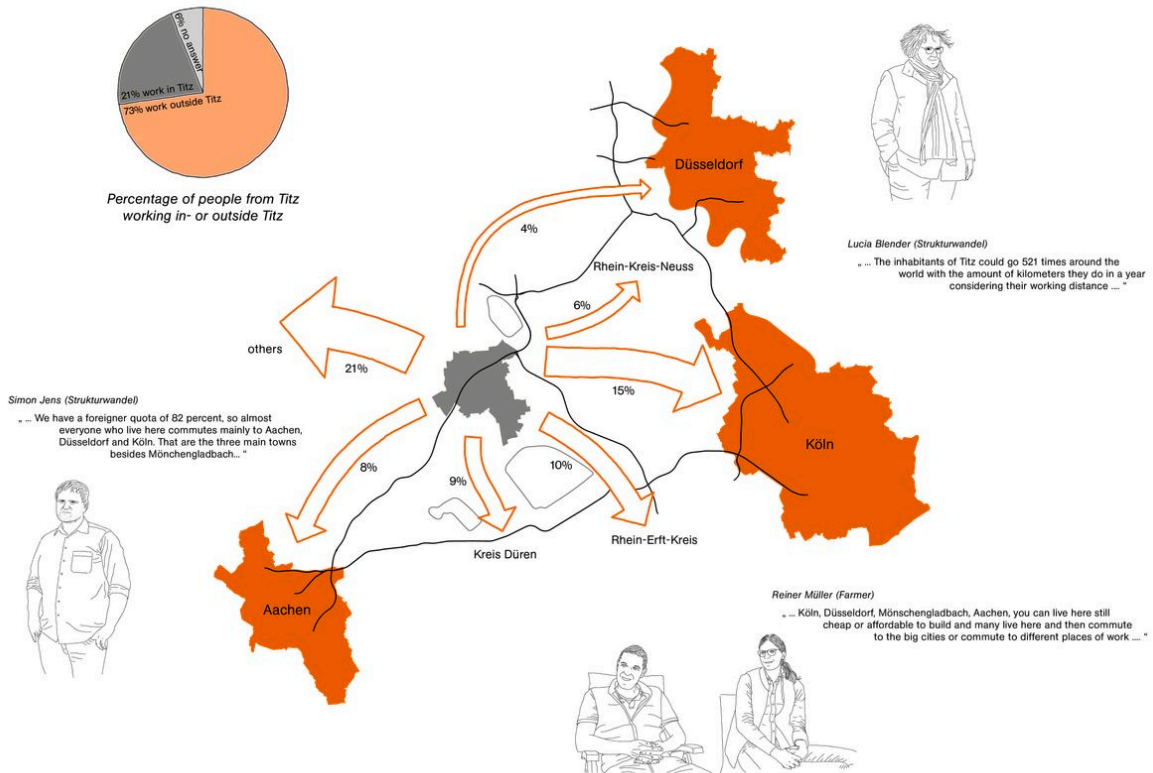 6% no answer
21% work in Titz
73% work outside Titz
Percentage of people from Titz
working in- or outside Titz
Düsseldorf
4%
Lucia Blender (Strukturwandel)
„ ... The inhabitants of Titz could go 521 times around the
world with the amount of kilometers they do in a year
considering their working distance .... “
Rhein-Kreis-Neuss
6%
others
21%
15%
Simon Jens (Strukturwandel)
„ ... We have a foreigner quota of 82 percent, so almost
everyone who live here commutes mainly to Aachen,
Düsseldorf and Köln. That are the three main towns
besides Mönchengladbach... “
Köln
8%
9%
10%
Rhein-Erft-Kreis
Kreis Düren
Aachen
Reiner Müller (Farmer)
„ ... Köln, Düsseldorf, Mönschengladbach, Aachen, you can live here still
cheap or affordable to build and many live here and then commute
to the big cities or commute to different places of work .... “